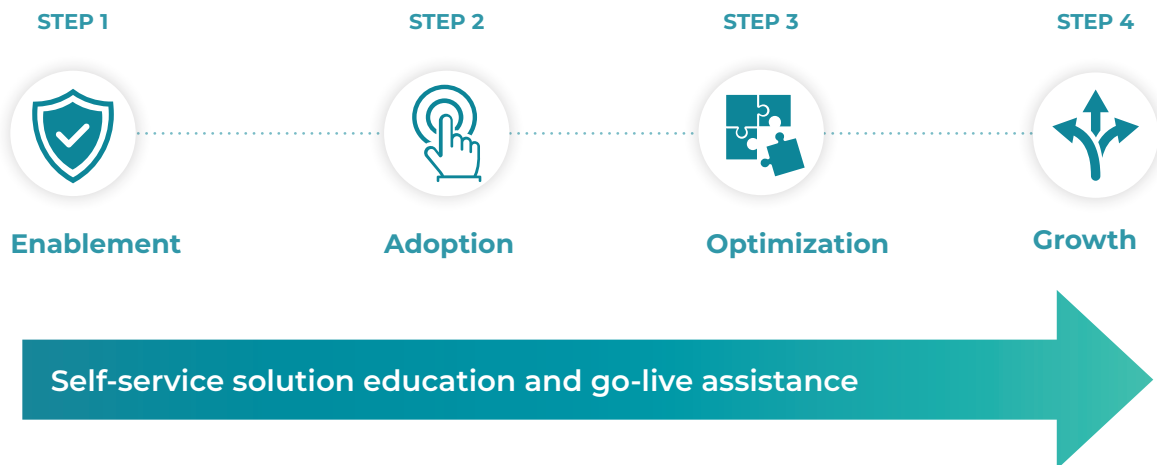 STEP 1
STEP 2
STEP 3
STEP 4
Enablement
Adoption
Optimization
Growth
Self-service solution education and go-live assistance